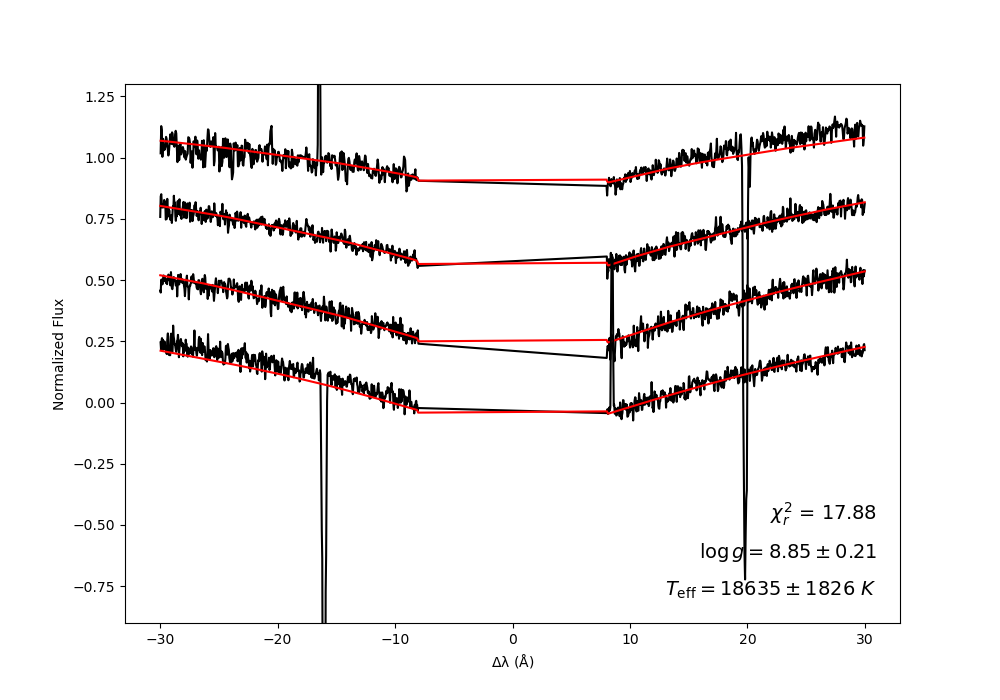 1.25
1.00
0.75
0.50
0.25
0.00
−0.25
−0.50
−0.75
Normalized Flux
χ²ᵣ = 17.88
log g = 8.85 ± 0.21
T_eff = 18635 ± 1826 K
−30 −20 −10 0 10 20 30
Δλ (Å)